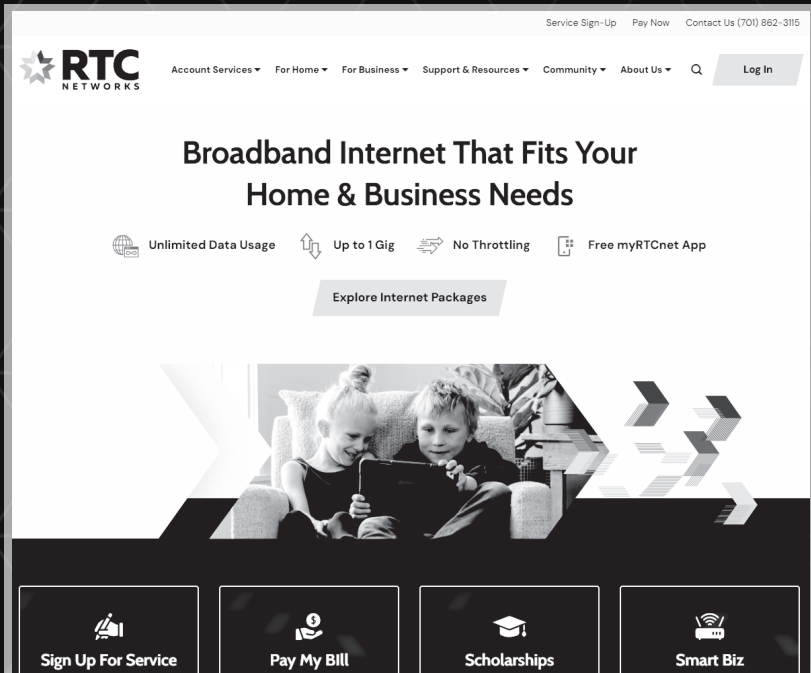 Service Sign-Up Pay Now Contact Us (701) 862-3115
RTC
NETWORKS
Account Services For Home For Business Support & Resources Community About Us Log In
Broadband Internet That Fits Your
Home & Business Needs
Unlimited Data Usage Up to 1 Gig No Throttling Free myRTCnet App
Explore Internet Packages
Sign Up For Service Pay My BIll Scholarships Smart Biz